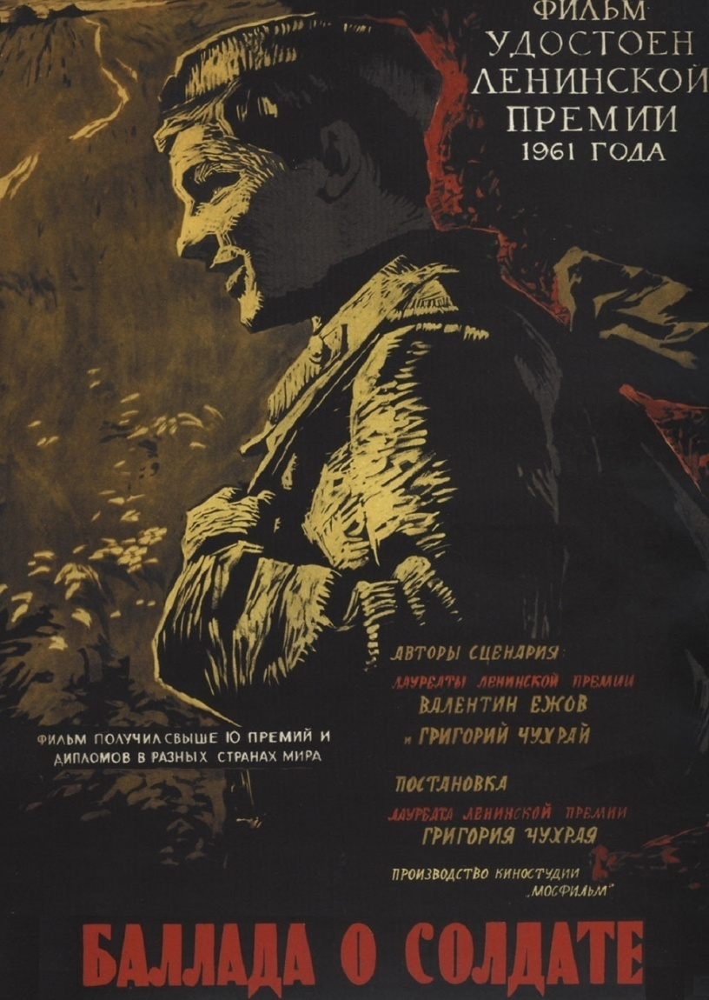 ФИЛЬМ
УДОСТОЕН
ЛЕНИНСКОЙ
ПРЕМИИ
1961 ГОДА
АВТОРЫ СЦЕНАРИЯ:
ЛАУРЕАТЫ ЛЕНИНСКОЙ ПРЕМИИ
ВАЛЕНТИН ЕЖОВ
и ГРИГОРИЙ ЧУХРАЙ
ФИЛЬМ ПОЛУЧИЛ СВЫШЕ 10 ПРЕМИЙ И
ДИПЛОМОВ В РАЗНЫХ СТРАНАХ МИРА
ПОСТАНОВКА
ЛАУРЕАТА ЛЕНИНСКОЙ ПРЕМИИ
ГРИГОРИЯ ЧУХРАЯ
ПРОИЗВОДСТВО КИНОСТУДИИ
„МОСФИЛЬМ"
БАЛЛАДА О СОЛДАТЕ